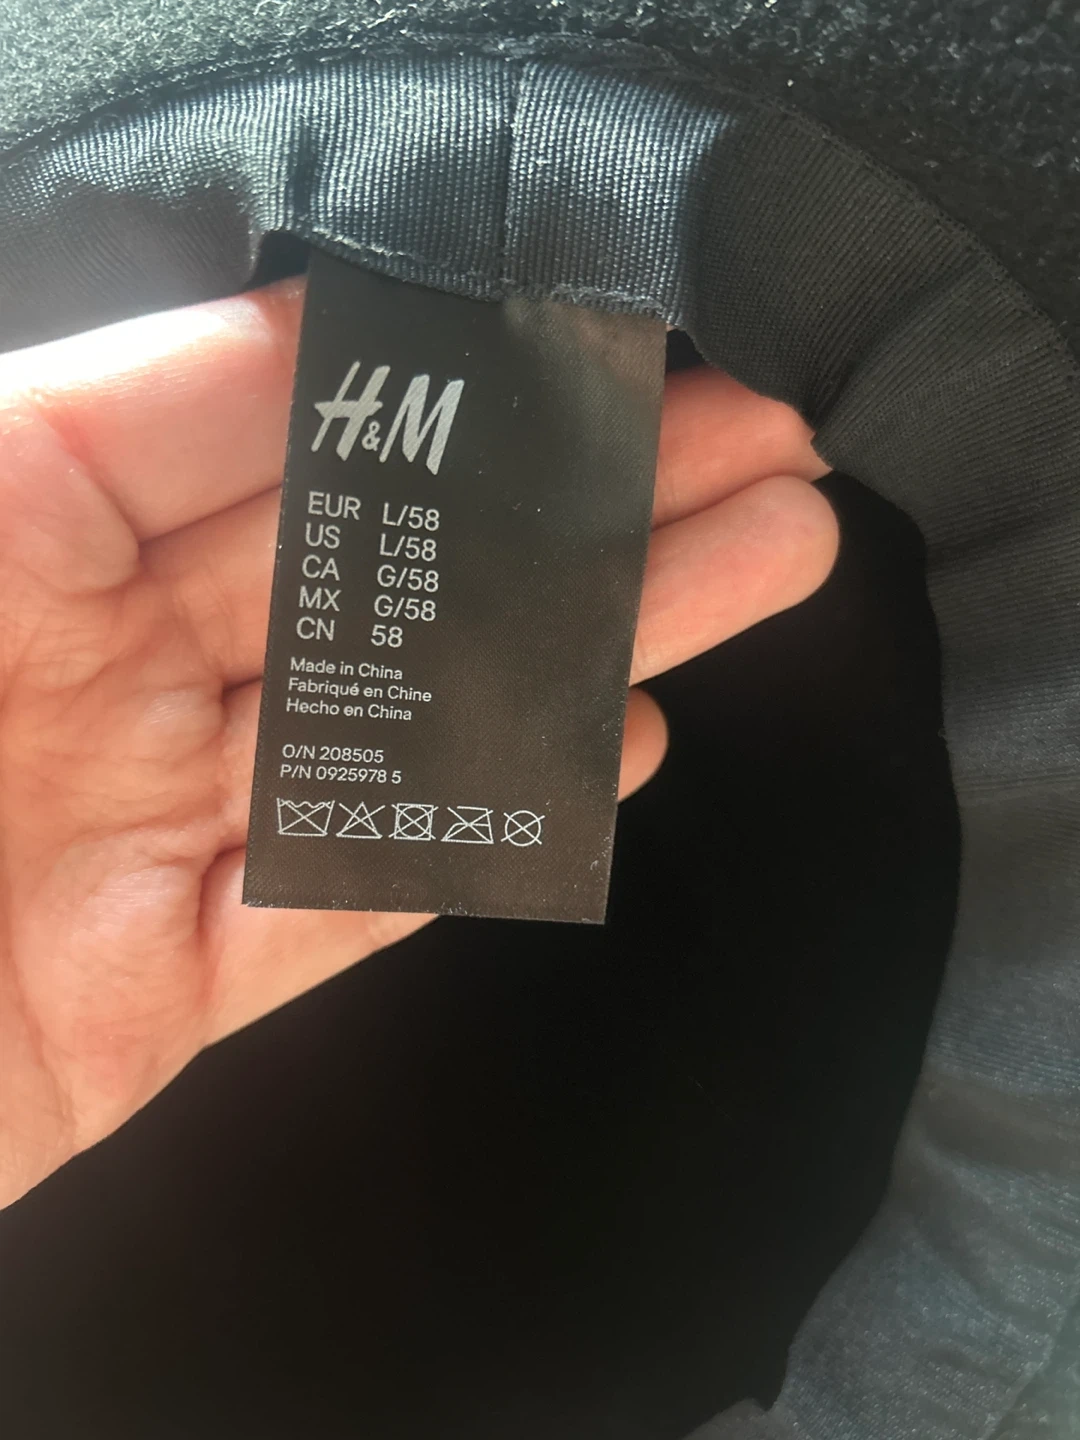 H&M
EUR L/58
US L/58
CA G/58
MX G/58
CN 58
Made in China
Fabriqué en Chine
Hecho en China
O/N 208505
P/N 0925978 5